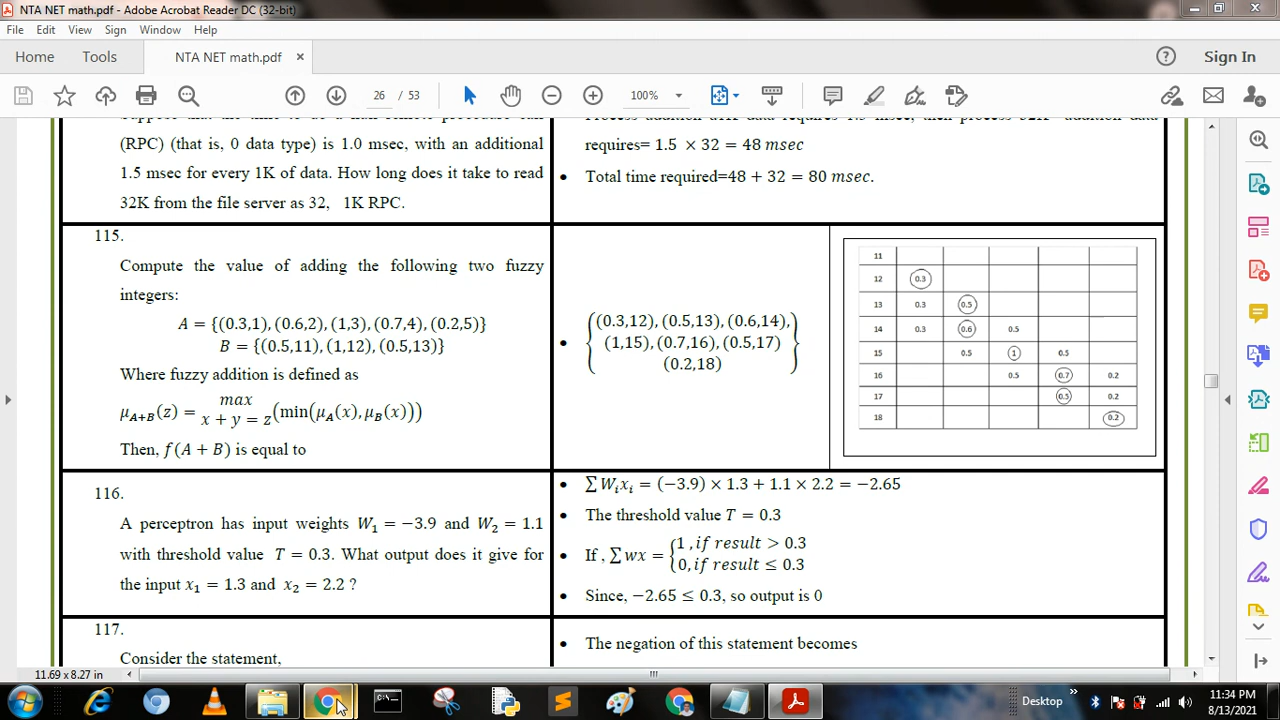 NTA NET math.pdf - Adobe Acrobat Reader DC (32-bit)
File Edit View Sign Window Help
Home Tools NTA NET math.pdf × Sign In
26 / 53 100%
(RPC) (that is, 0 data type) is 1.0 msec, with an additional
1.5 msec for every 1K of data. How long does it take to read
32K from the file server as 32, 1K RPC.
requires= 1.5 × 32 = 48 msec
• Total time required=48 + 32 = 80 msec.
115.
Compute the value of adding the following two fuzzy
integers:
A = {(0.3,1), (0.6,2), (1,3), (0.7,4), (0.2,5)}
B = {(0.5,11), (1,12), (0.5,13)}
Where fuzzy addition is defined as
μA+B(z) = max x + y = z (min(μA(x), μB(x)))
Then, f(A + B) is equal to
• {(0.3,12), (0.5,13), (0.6,14),
(1,15), (0.7,16), (0.5,17)
(0.2,18)}
11
12 0.3
13 0.3 0.5
14 0.3 0.6 0.5
15 0.5 1 0.5
16 0.5 0.7 0.2
17 0.5 0.2
18 0.2
116.
A perceptron has input weights W1 = −3.9 and W2 = 1.1
with threshold value T = 0.3. What output does it give for
the input x1 = 1.3 and x2 = 2.2 ?
• ∑ Wixi = (−3.9) × 1.3 + 1.1 × 2.2 = −2.65
• The threshold value T = 0.3
• If , ∑ wx = {1 , if result > 0.3
0, if result ≤ 0.3
• Since, −2.65 ≤ 0.3, so output is 0
117.
Consider the statement,
• The negation of this statement becomes
11.69 x 8.27 in
Desktop » 11:34 PM
8/13/2021